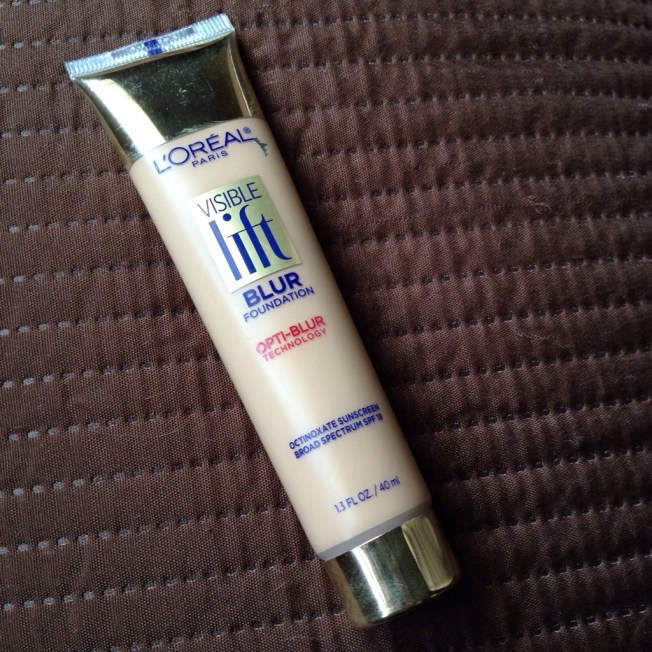 L'ORÉAL
PARIS
VISIBLE
lift
BLUR
FOUNDATION
OPTI-BLUR
TECHNOLOGY
OCTINOXATE SUNSCREEN
BROAD SPECTRUM SPF 18
1.3 FL OZ. / 40 ml